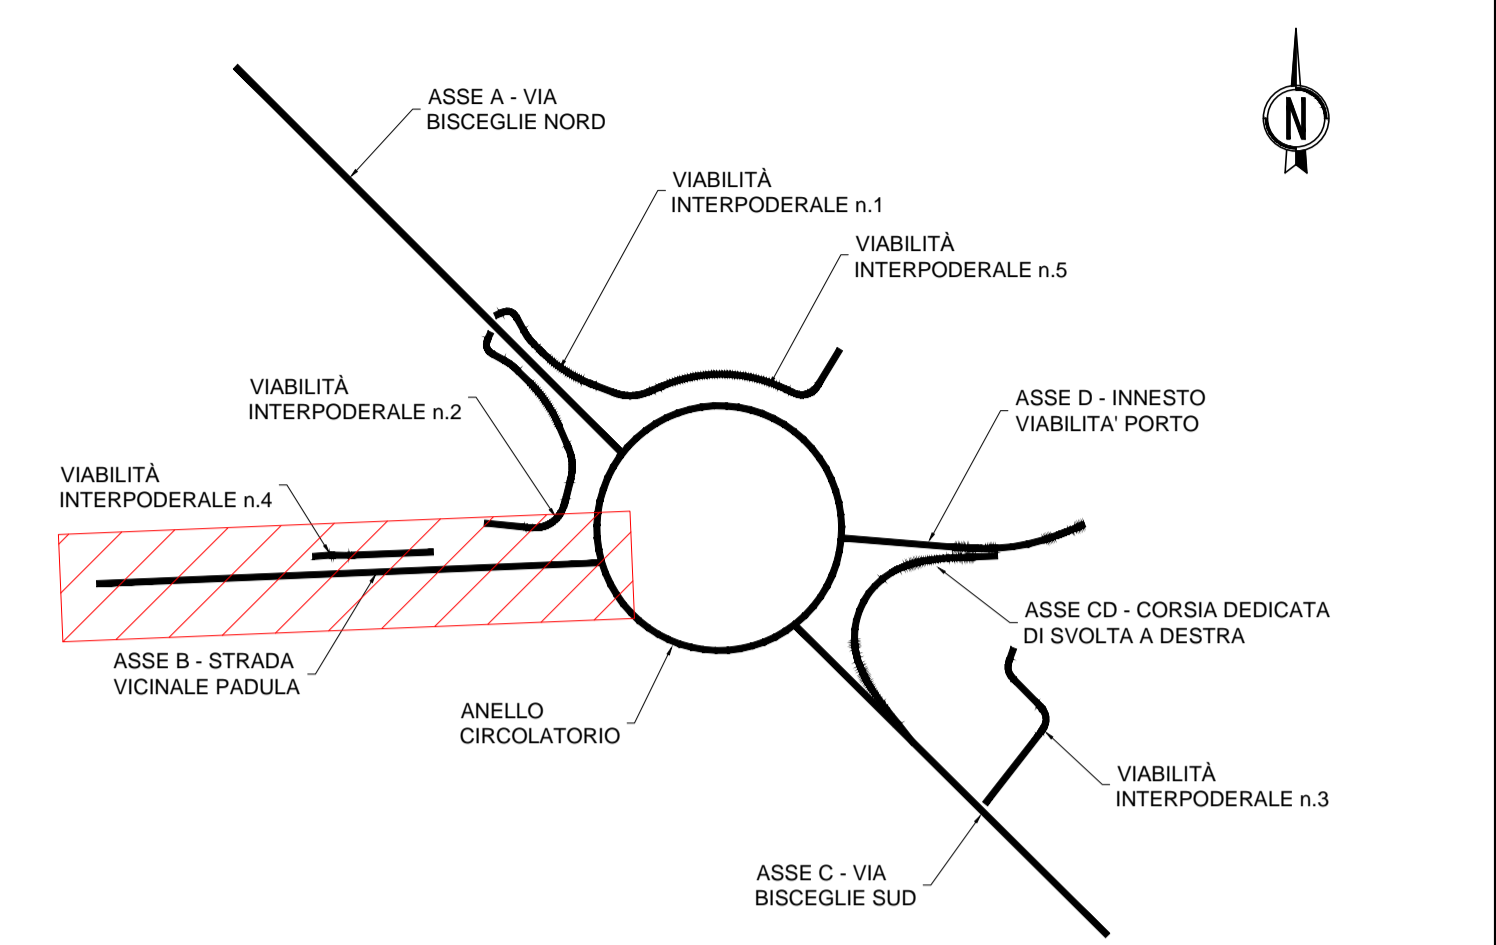 ASSE A - VIA
BISCEGLIE NORD
N
VIABILITÀ
INTERPODERALE n.1
VIABILITÀ
INTERPODERALE n.5
VIABILITÀ
INTERPODERALE n.2
ASSE D - INNESTO
VIABILITA' PORTO
VIABILITÀ
INTERPODERALE n.4
ASSE CD - CORSIA DEDICATA
DI SVOLTA A DESTRA
ASSE B - STRADA
VICINALE PADULA
ANELLO
CIRCOLATORIO
VIABILITÀ
INTERPODERALE n.3
ASSE C - VIA
BISCEGLIE SUD